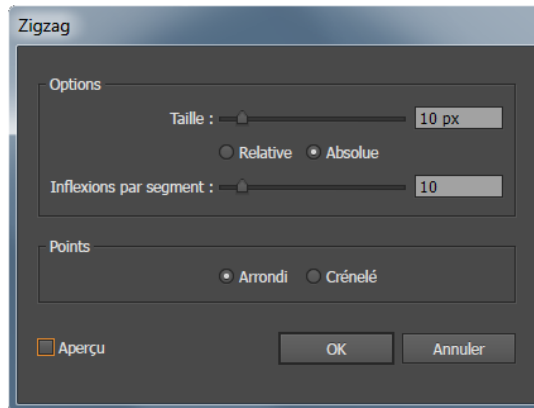 Zigzag
Options
Taille : 10 px
Relative Absolue
Inflexions par segment : 10
Points
Arrondi Crénelé
Aperçu OK Annuler